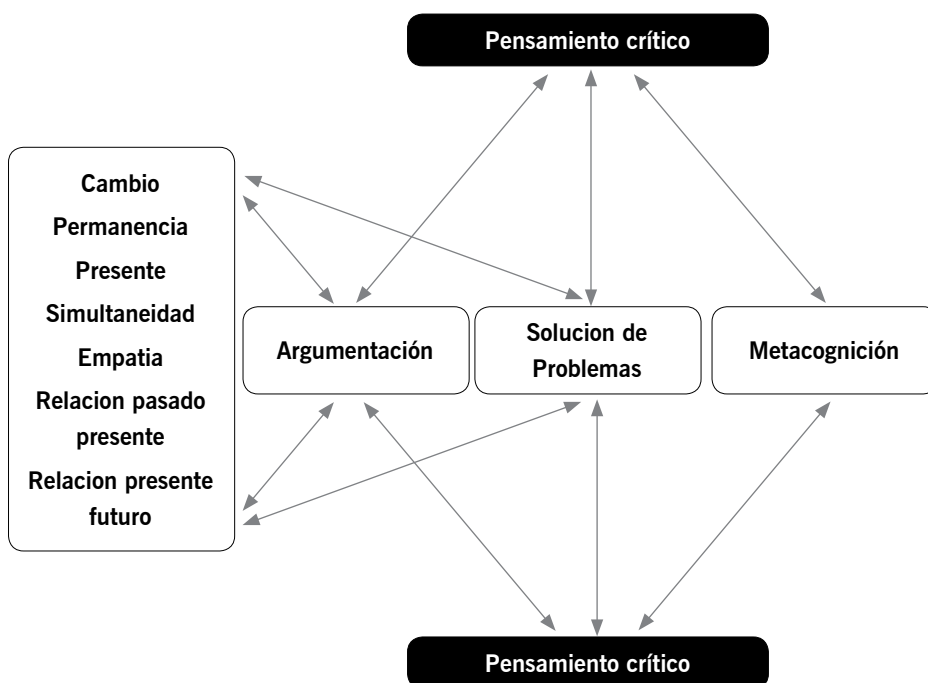 Pensamiento crítico
Cambio
Permanencia
Presente
Simultaneidad
Empatia
Relacion pasado
presente
Relacion presente
futuro
Argumentación
Solucion de
Problemas
Metacognición
Pensamiento crítico